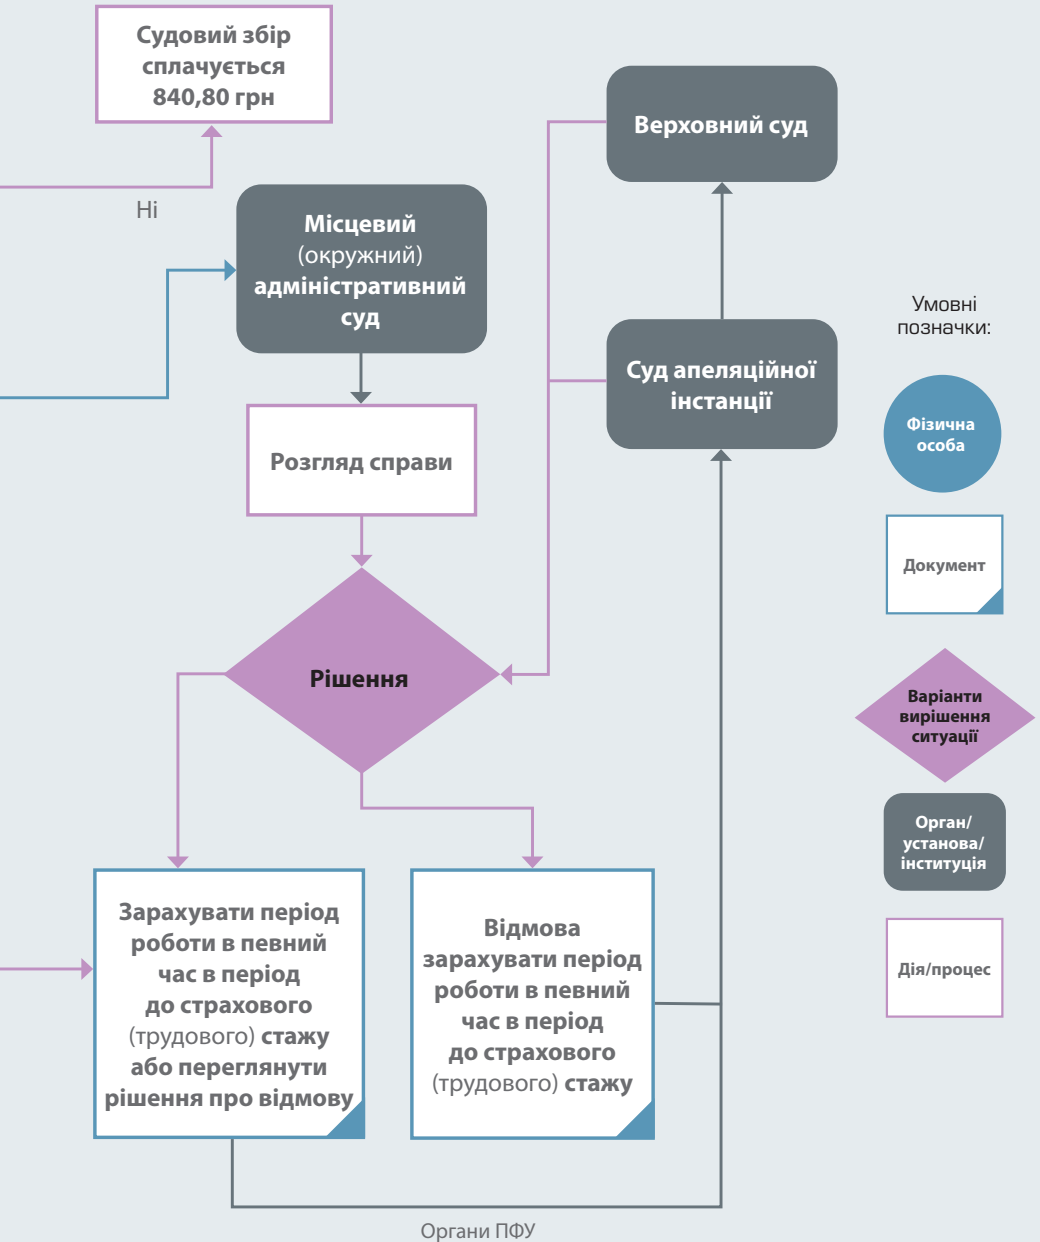 Судовий збір
сплачується
840,80 грн
Ні
Місцевий
(окружний)
адміністративний
суд
Розгляд справи
Рішення
Верховний суд
Суд апеляційної
інстанції
Зарахувати період
роботи в певний
час в період
до страхового
(трудового) стажу
або переглянути
рішення про відмову
Відмова
зарахувати період
роботи в певний
час в період
до страхового
(трудового) стажу
Органи ПФУ
Умовні
позначки:
Фізична
особа
Документ
Варіанти
вирішення
ситуації
Орган/
установа/
інституція
Дія/процес